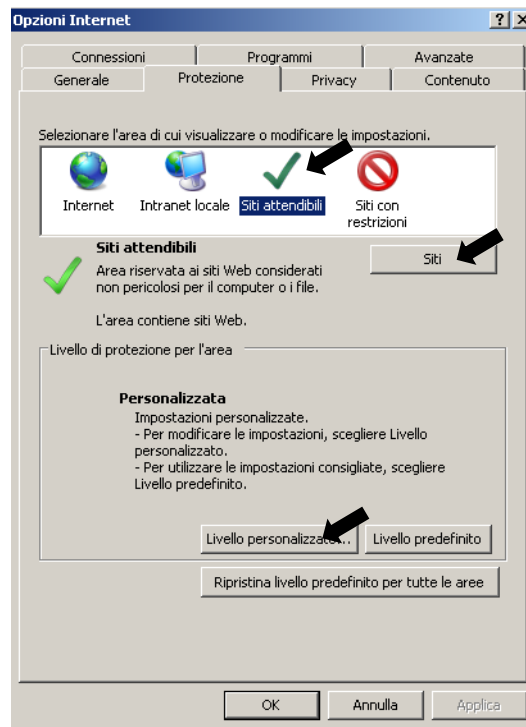 Opzioni Internet
Connessioni Programmi Avanzate
Generale Protezione Privacy Contenuto
Selezionare l'area di cui visualizzare o modificare le impostazioni.
Internet Intranet locale Siti attendibili Siti con
restrizioni
Siti attendibili
Siti
Area riservata ai siti Web considerati
non pericolosi per il computer o i file.
L'area contiene siti Web.
Livello di protezione per l'area
Personalizzata
Impostazioni personalizzate.
- Per modificare le impostazioni, scegliere Livello
personalizzato.
- Per utilizzare le impostazioni consigliate, scegliere
Livello predefinito.
Livello personalizzato... Livello predefinito
Ripristina livello predefinito per tutte le aree
OK Annulla Applica